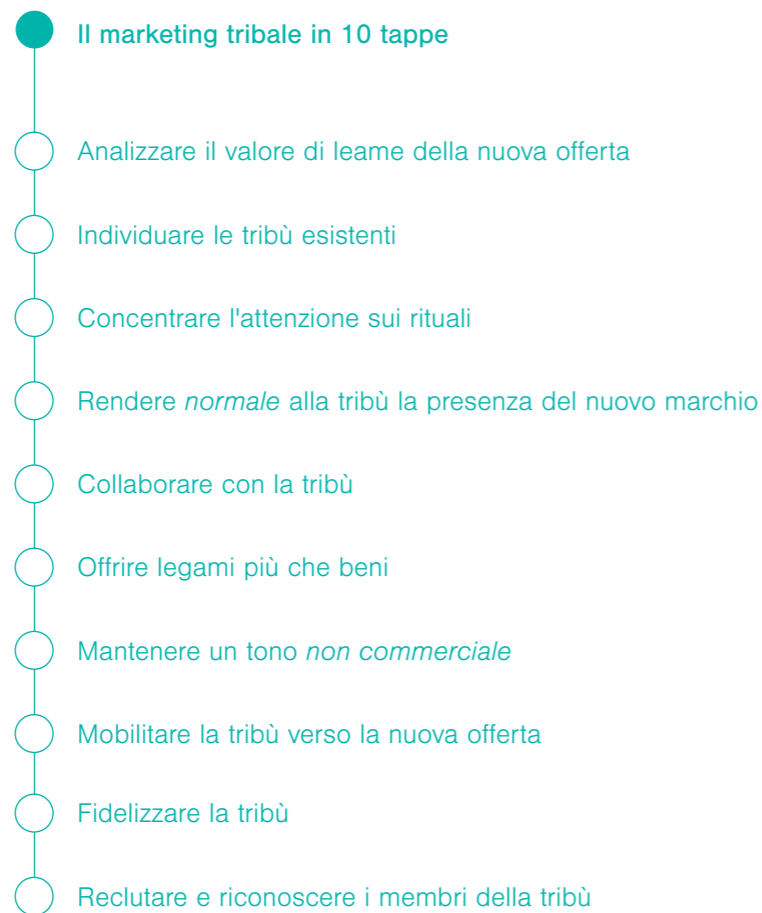 Il marketing tribale in 10 tappe
Analizzare il valore di leame della nuova offerta
Individuare le tribù esistenti
Concentrare l'attenzione sui rituali
Rendere normale alla tribù la presenza del nuovo marchio
Collaborare con la tribù
Offrire legami più che beni
Mantenere un tono non commerciale
Mobilitare la tribù verso la nuova offerta
Fidelizzare la tribù
Reclutare e riconoscere i membri della tribù